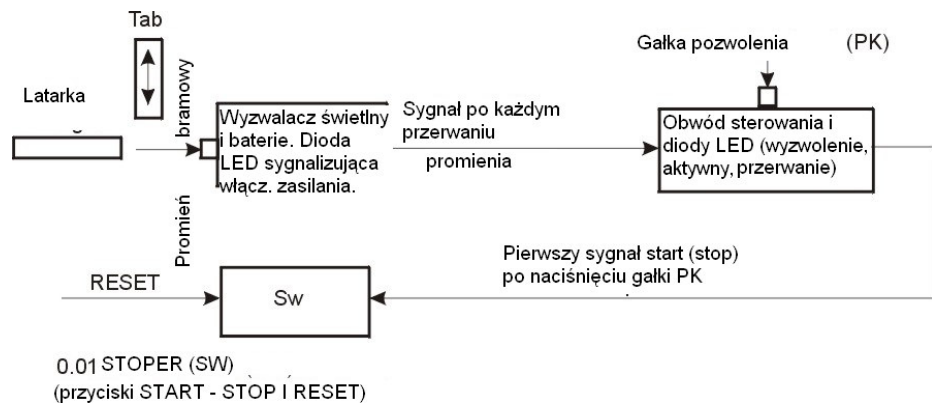 Tab
Gałka pozwolenia
(PK)
Latarka
bramowy
Promień
Wyzwalacz świetlny
i baterie. Dioda
LED sygnalizująca
włącz. zasilania.
Sygnał po każdym
przerwaniu
promienia
Obwód sterowania i
diody LED (wyzwolenie,
aktywny, przerwanie)
Pierwszy sygnał start (stop)
po naciśnięciu gałki PK
RESET
Sw
0.01 STOPER (SW)
(przyciski START - STOP I RESET)